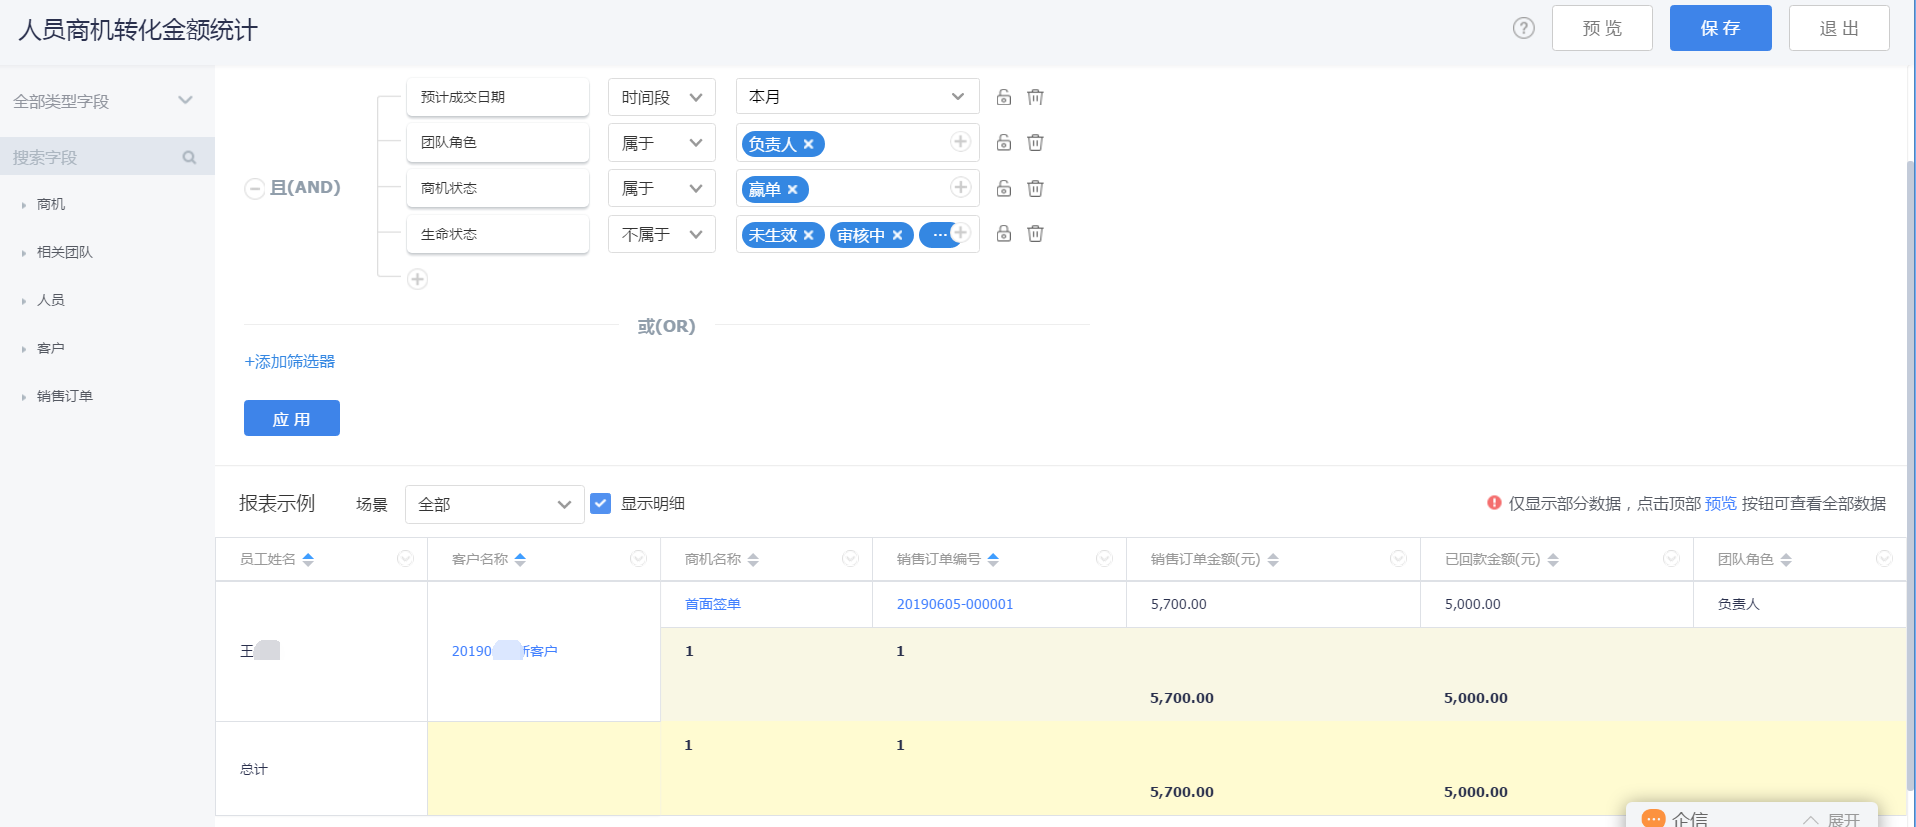 人员商机转化金额统计
预 览
保 存
退 出
全部类型字段
搜索字段
商机
相关团队
人员
客户
销售订单
且(AND)
预计成交日期 时间段 本月
团队角色 属于 负责人
商机状态 属于 赢单
生命状态 不属于 未生效 审核中 ...
或(OR)
+添加筛选器
应 用
报表示例 场景 全部 显示明细
仅显示部分数据，点击顶部 预览 按钮可查看全部数据
员工姓名 客户名称 商机名称 销售订单编号 销售订单金额(元) 已回款金额(元) 团队角色
首面签单 20190605-000001 5,700.00 5,000.00 负责人
王 20190 新客户 1 1
5,700.00 5,000.00
1 1
总计
5,700.00 5,000.00
企信 展开